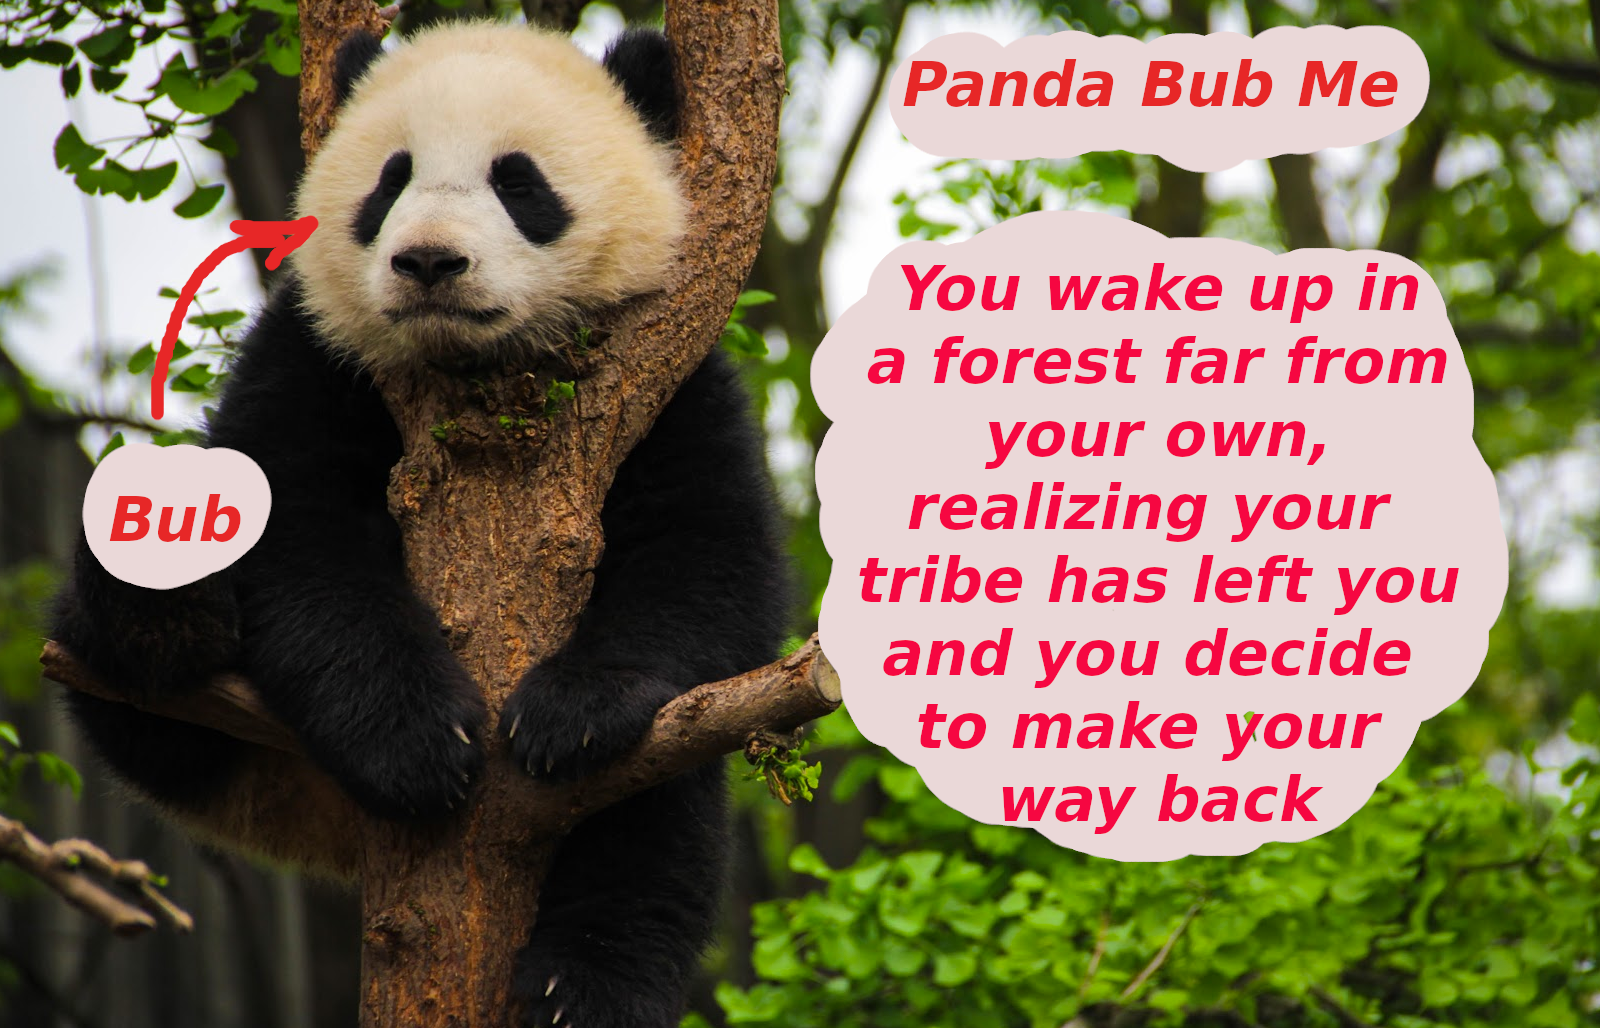 Panda Bub Me
You wake up in
a forest far from
your own,
realizing your
tribe has left you
and you decide
to make your
way back
Bub